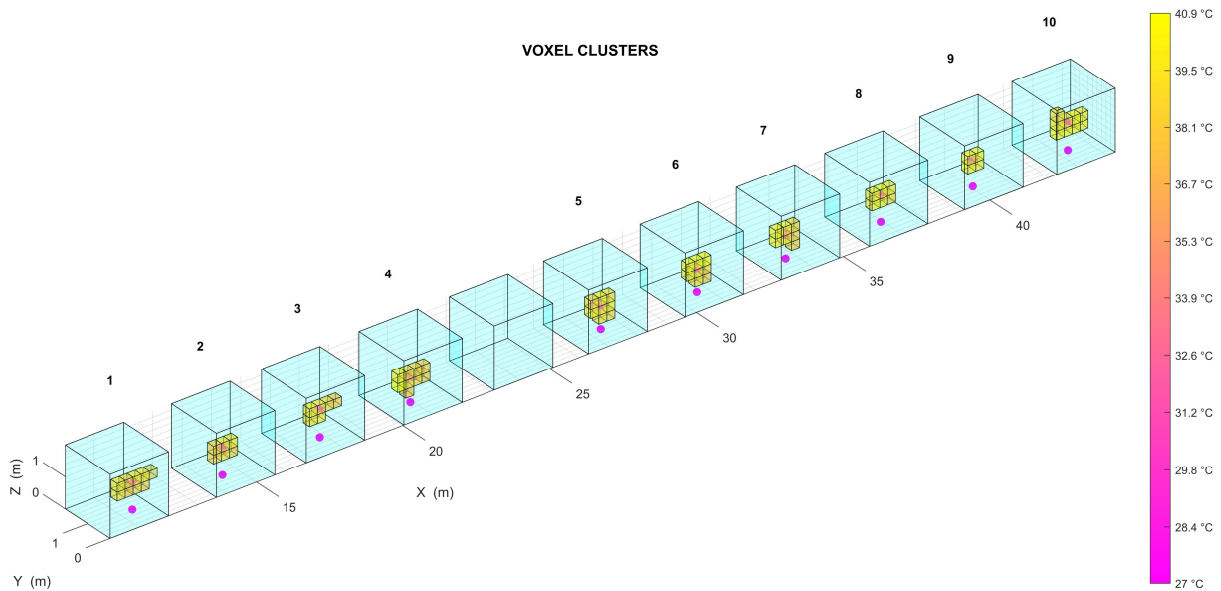 VOXEL CLUSTERS
1
2
3
4
5
6
7
8
9
10
1
0
Z (m)
1
0
Y (m)
15
20
25
30
35
40
X (m)
40.9 °C
39.5 °C
38.1 °C
36.7 °C
35.3 °C
33.9 °C
32.6 °C
31.2 °C
29.8 °C
28.4 °C
27 °C